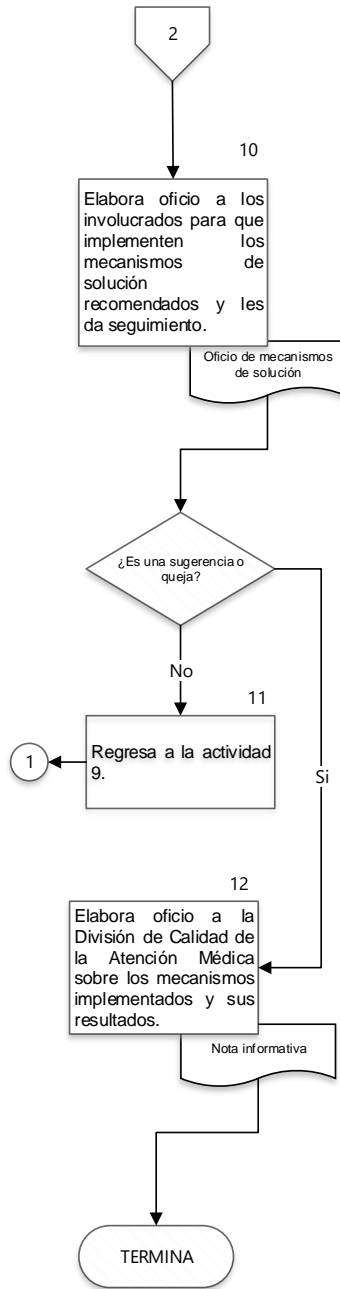 2
10
Elabora oficio a los
involucrados para que
implementen los
mecanismos de
solución
recomendados y les
da seguimiento.
Oficio de mecanismos
de solución
¿Es una sugerencia o
queja?
No
11
Regresa a la actividad
9.
1
Si
12
Elabora oficio a la
División de Calidad de
la Atención Médica
sobre los mecanismos
implementados y sus
resultados.
Nota informativa
TERMINA